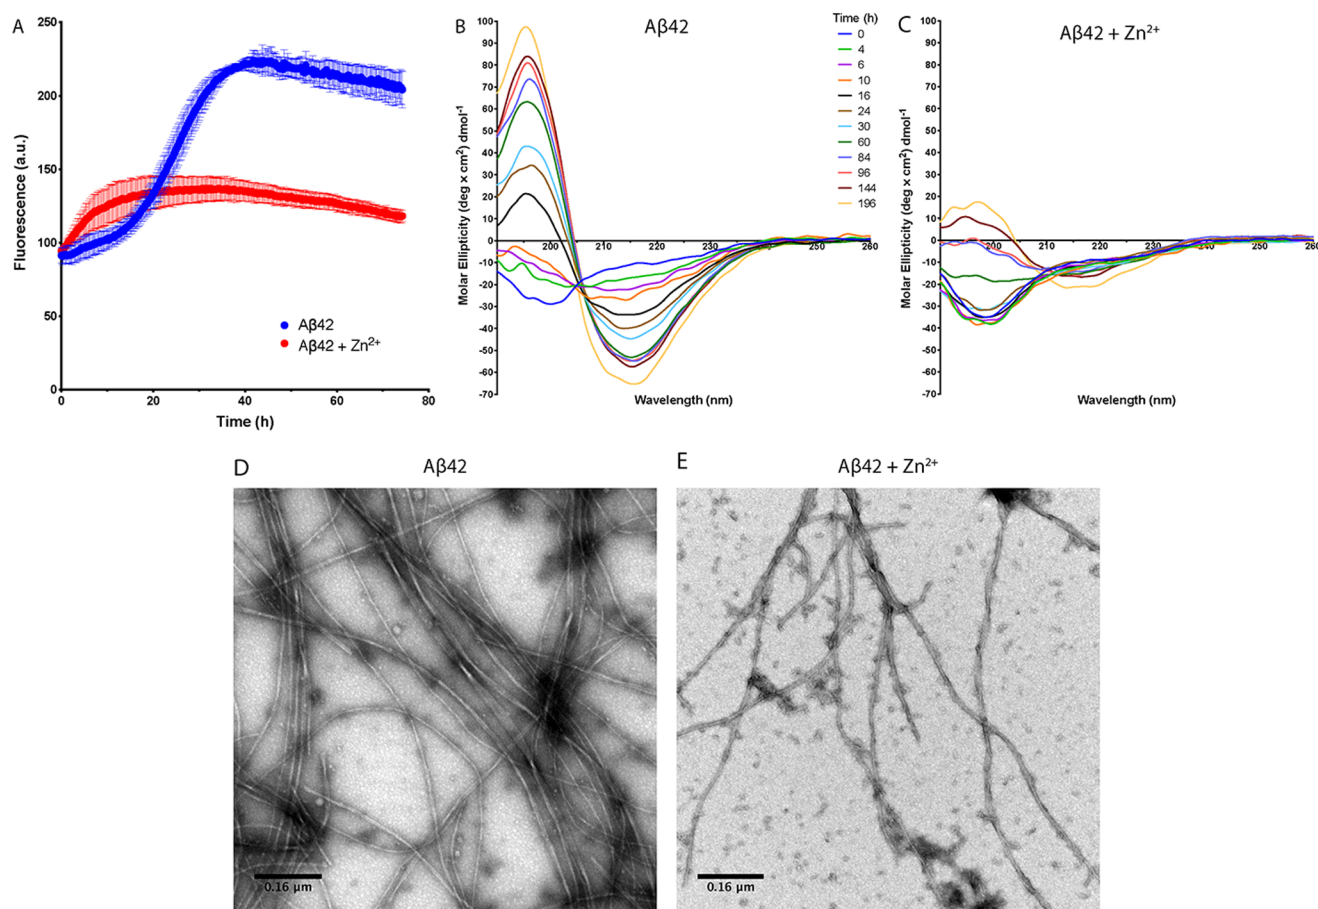 A
250
200
150
100
50
0
Fluorescence (a.u.)
0 20 40 60 80
Time (h)
Aβ42
Aβ42 + Zn²⁺
B
Aβ42
100
90
80
70
60
50
40
30
20
10
0
-10
-20
-30
-40
-50
-60
-70
Molar Ellipticity (deg x cm²) dmol⁻¹
200 210 220 230 240 250 260
Wavelength (nm)
Time (h)
0
4
6
10
16
24
30
60
84
96
144
196
C
Aβ42 + Zn²⁺
100
90
80
70
60
50
40
30
20
10
0
-10
-20
-30
-40
-50
-60
-70
Molar Ellipticity (deg x cm²) dmol⁻¹
200 210 220 230 240 250 260
Wavelength (nm)
D
Aβ42
0.16 μm
E
Aβ42 + Zn²⁺
0.16 μm